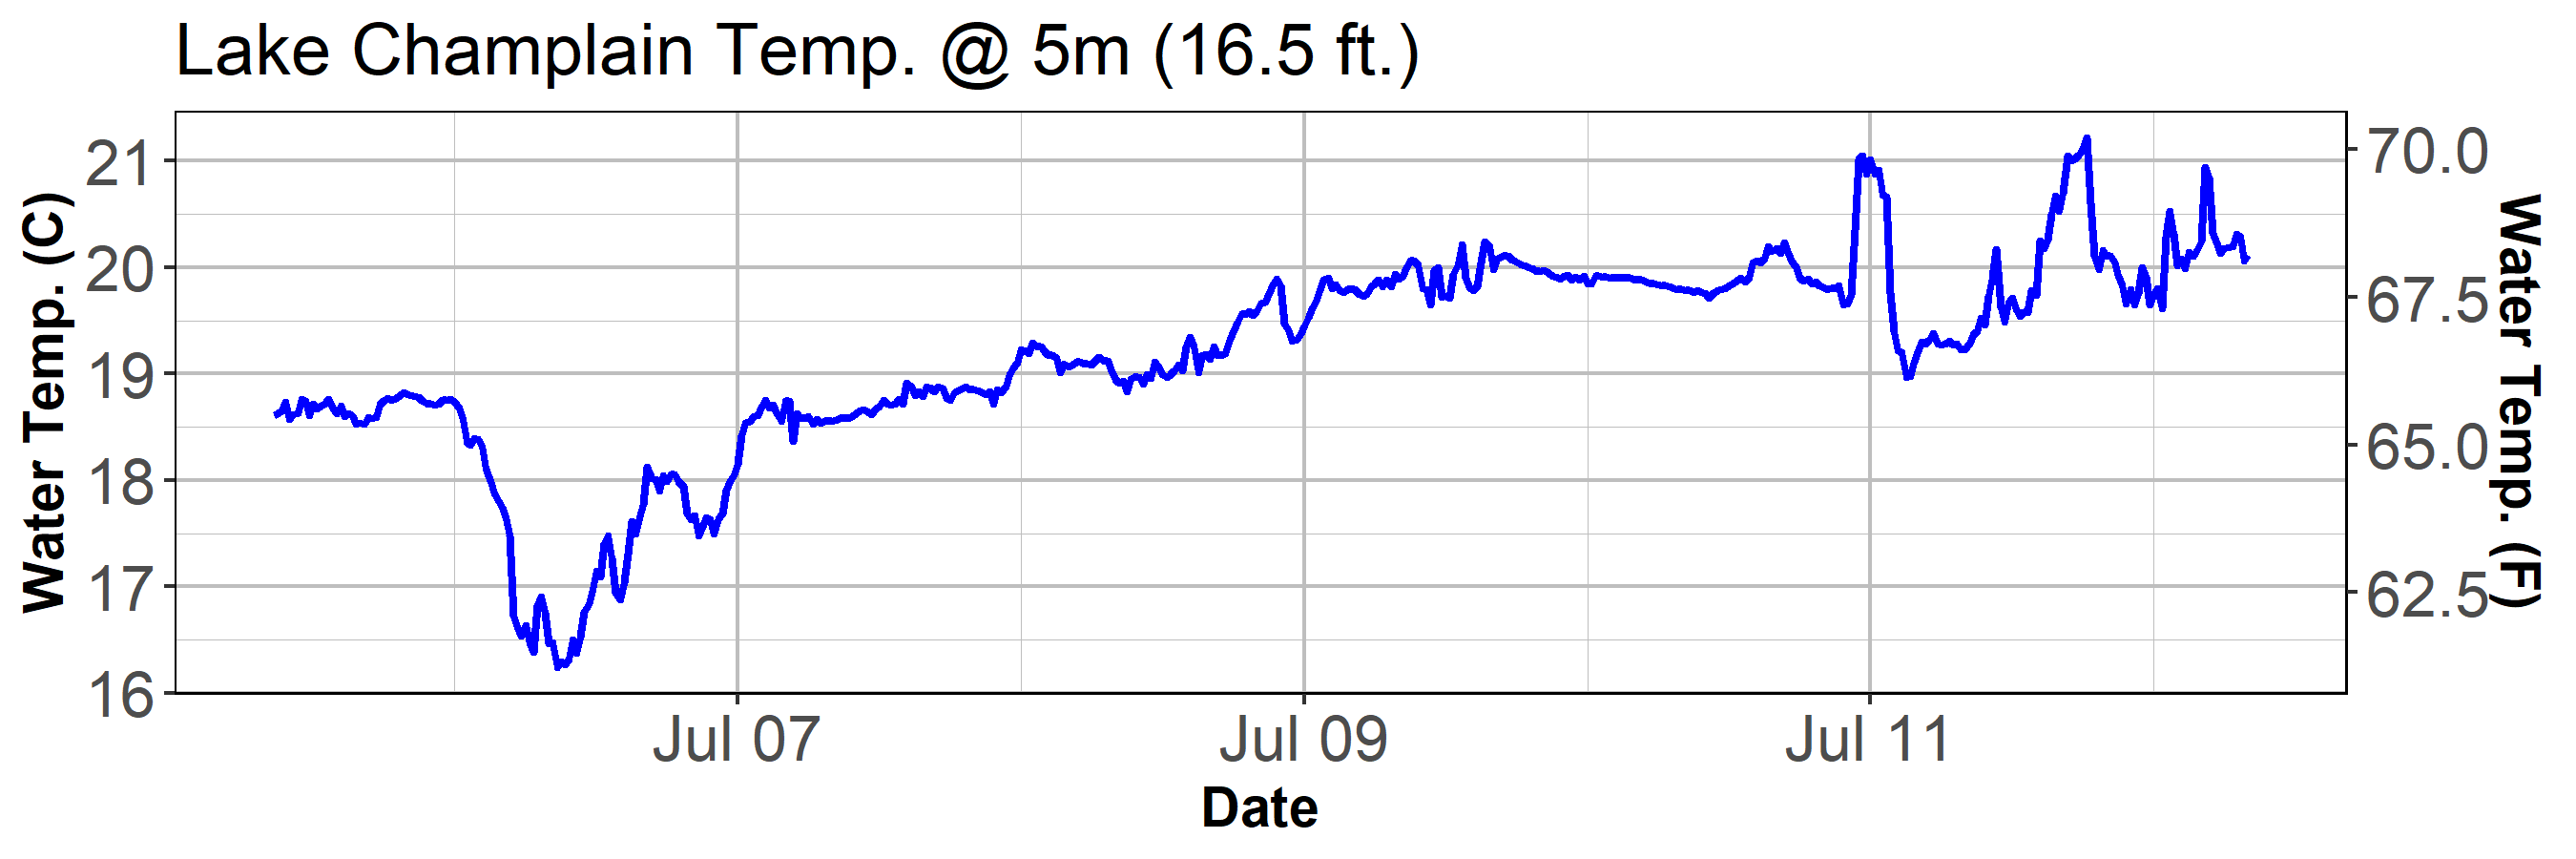 Lake Champlain Temp. @ 5m (16.5 ft.)
Water Temp. (C)
21
20
19
18
17
16
70.0
67.5
65.0
62.5
Water Temp. (F)
Jul 07 Jul 09 Jul 11
Date